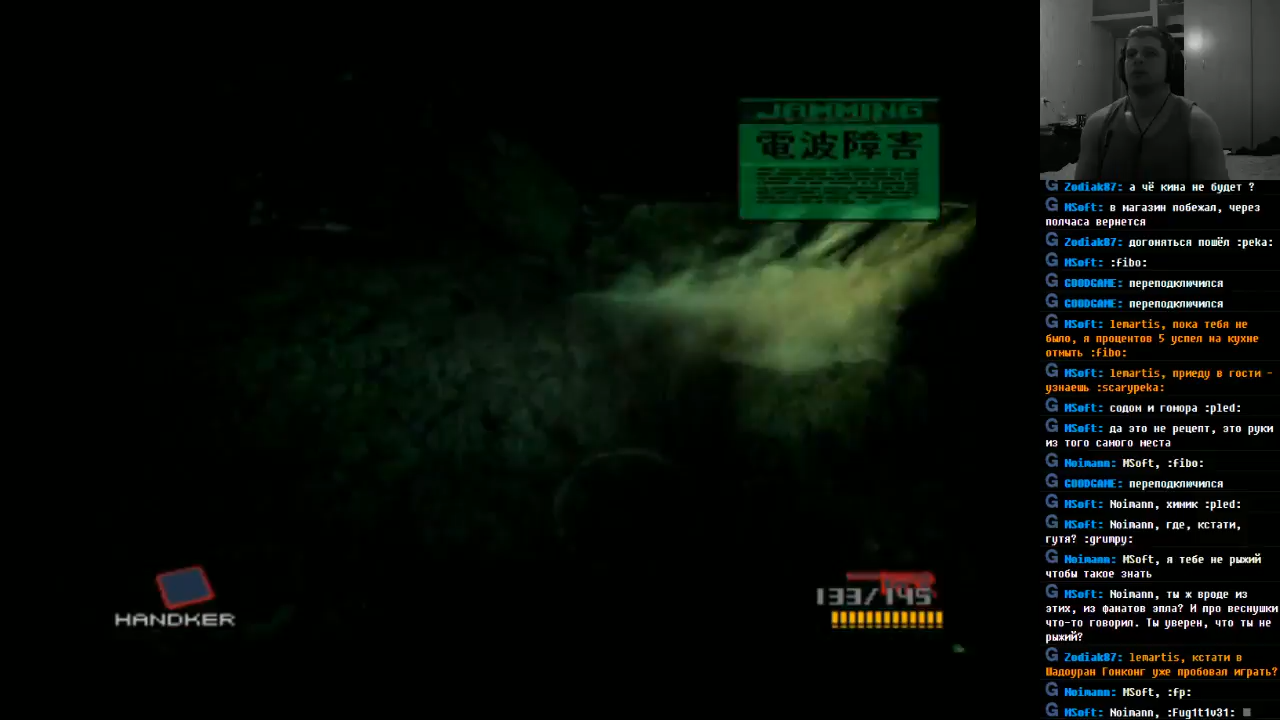 JAMMING
電波障害
HANDKER
133/145
Zodiak87: а чё кина не будет ?
MSoft: в магазин побежал, через
полчаса вернется
Zodiak87: догоняться пошёл :peka:
MSoft: :fibo:
GOODGAME: переподключился
GOODGAME: переподключился
MSoft: lemartis, пока тебя не
было, я процентов 5 успел на кухне
отмыть :fibo:
MSoft: lemartis, приеду в гости -
узнаешь :scarypeka:
MSoft: содом и гомора :pled:
MSoft: да это не рецепт, это руки
из того самого места
Noimann: MSoft, :fibo:
GOODGAME: переподключился
MSoft: Noimann, химик :pled:
MSoft: Noimann, где, кстати,
гутя? :grumpy:
Noimann: MSoft, я тебе не рыжий
чтобы такое знать
MSoft: Noimann, ты ж вроде из
этих, из фанатов эпла? И про веснушки
что-то говорил. Ты уверен, что ты не
рыжий?
Zodiak87: lemartis, кстати в
Шадоуран Гонконг уже пробовал играть?
Noimann: MSoft, :fp:
MSoft: Noimann, :Fug1t1v31: